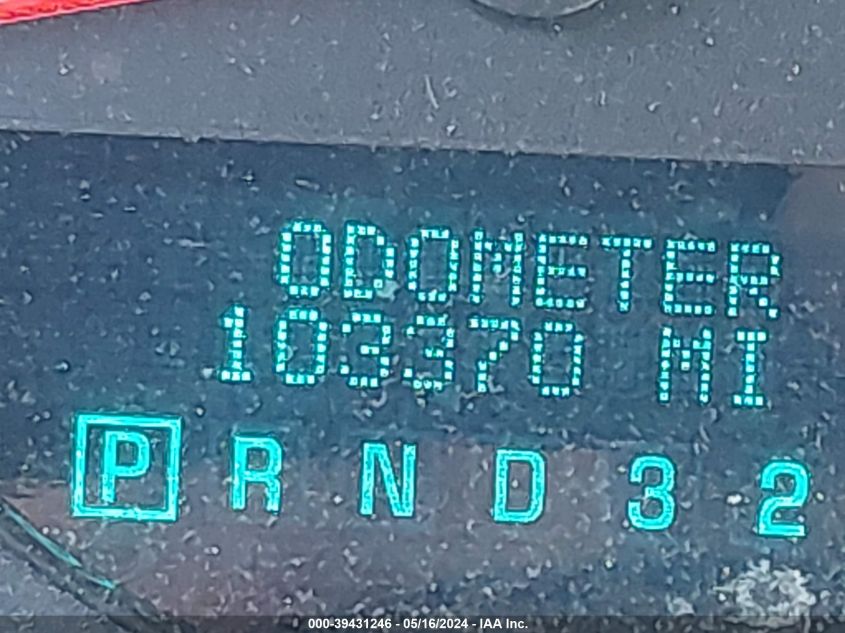 ODOMETER
103370 MI
P R N D 3 2
000-39431246 - 05/16/2024 - IAA Inc.